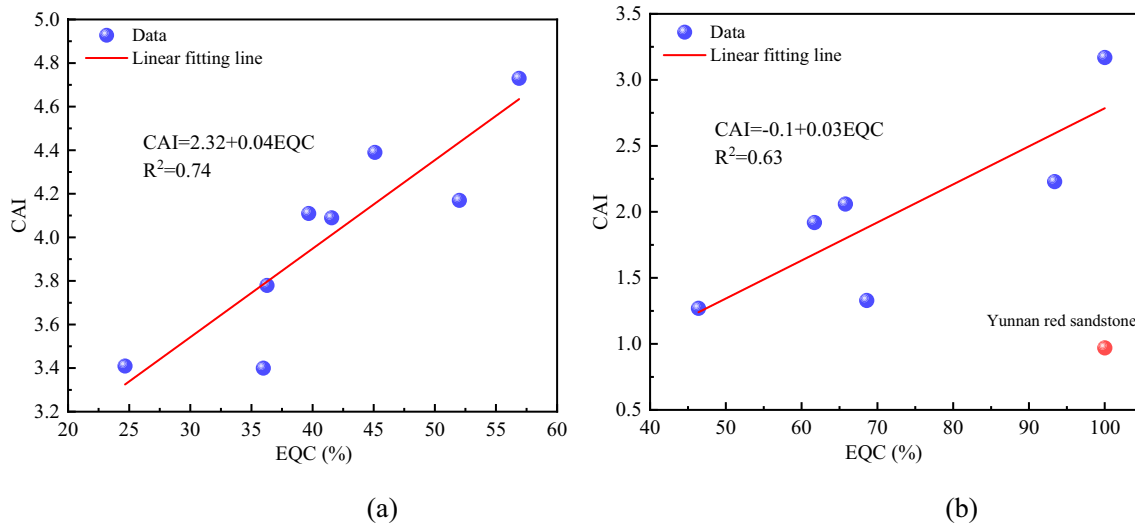 5.0
4.8
4.6
4.4
4.2
4.0
3.8
3.6
3.4
3.2
CAI
Data
Linear fitting line
CAI=2.32+0.04EQC
R²=0.74
20 25 30 35 40 45 50 55 60
EQC (%)
(a)
3.5
3.0
2.5
2.0
1.5
1.0
0.5
CAI
Data
Linear fitting line
CAI=-0.1+0.03EQC
R²=0.63
Yunnan red sandstone
40 50 60 70 80 90 100
EQC (%)
(b)